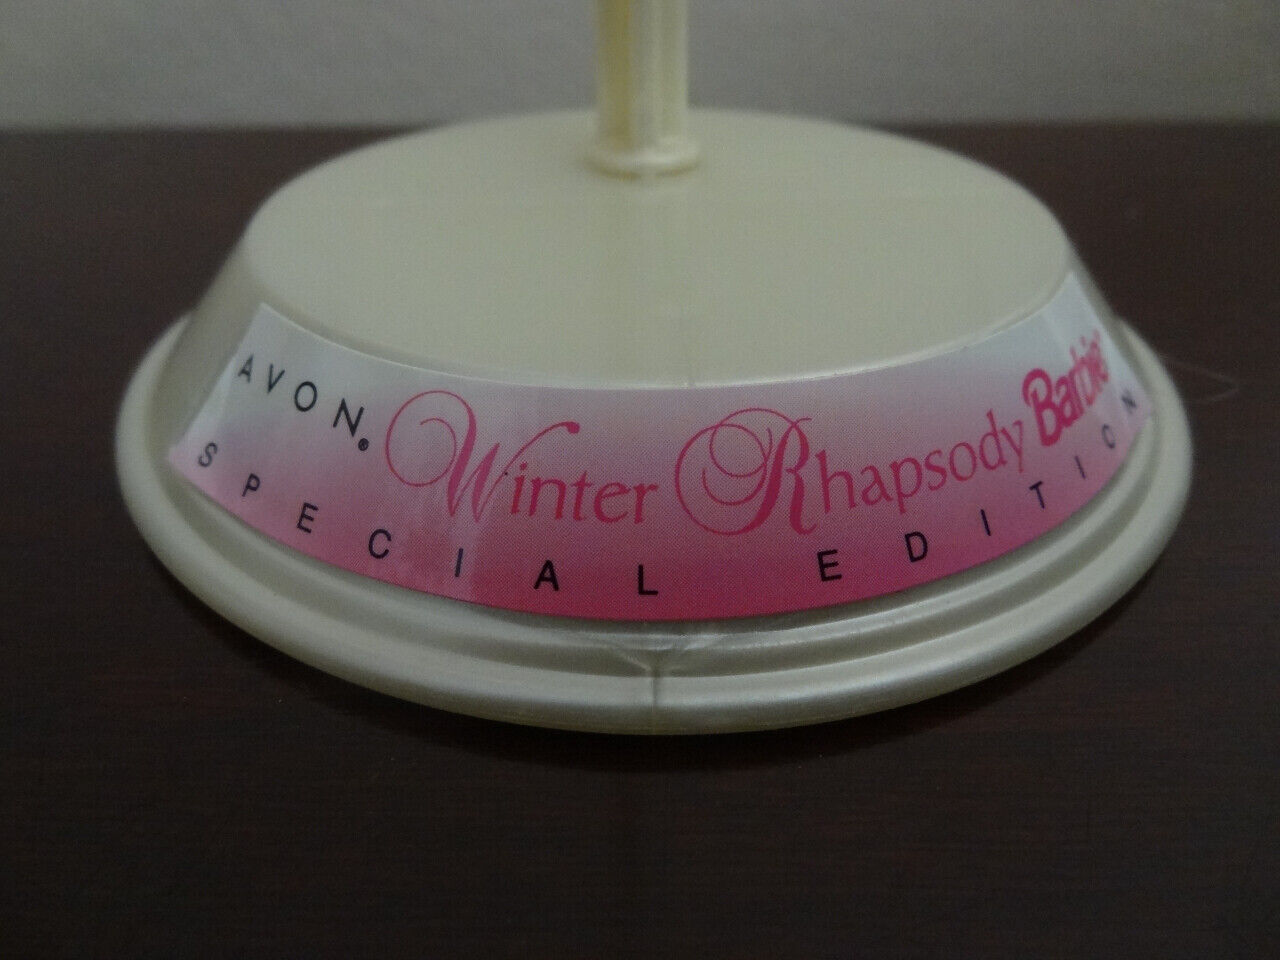 AVON® Winter Rhapsody Barbie®
SPECIAL EDITION